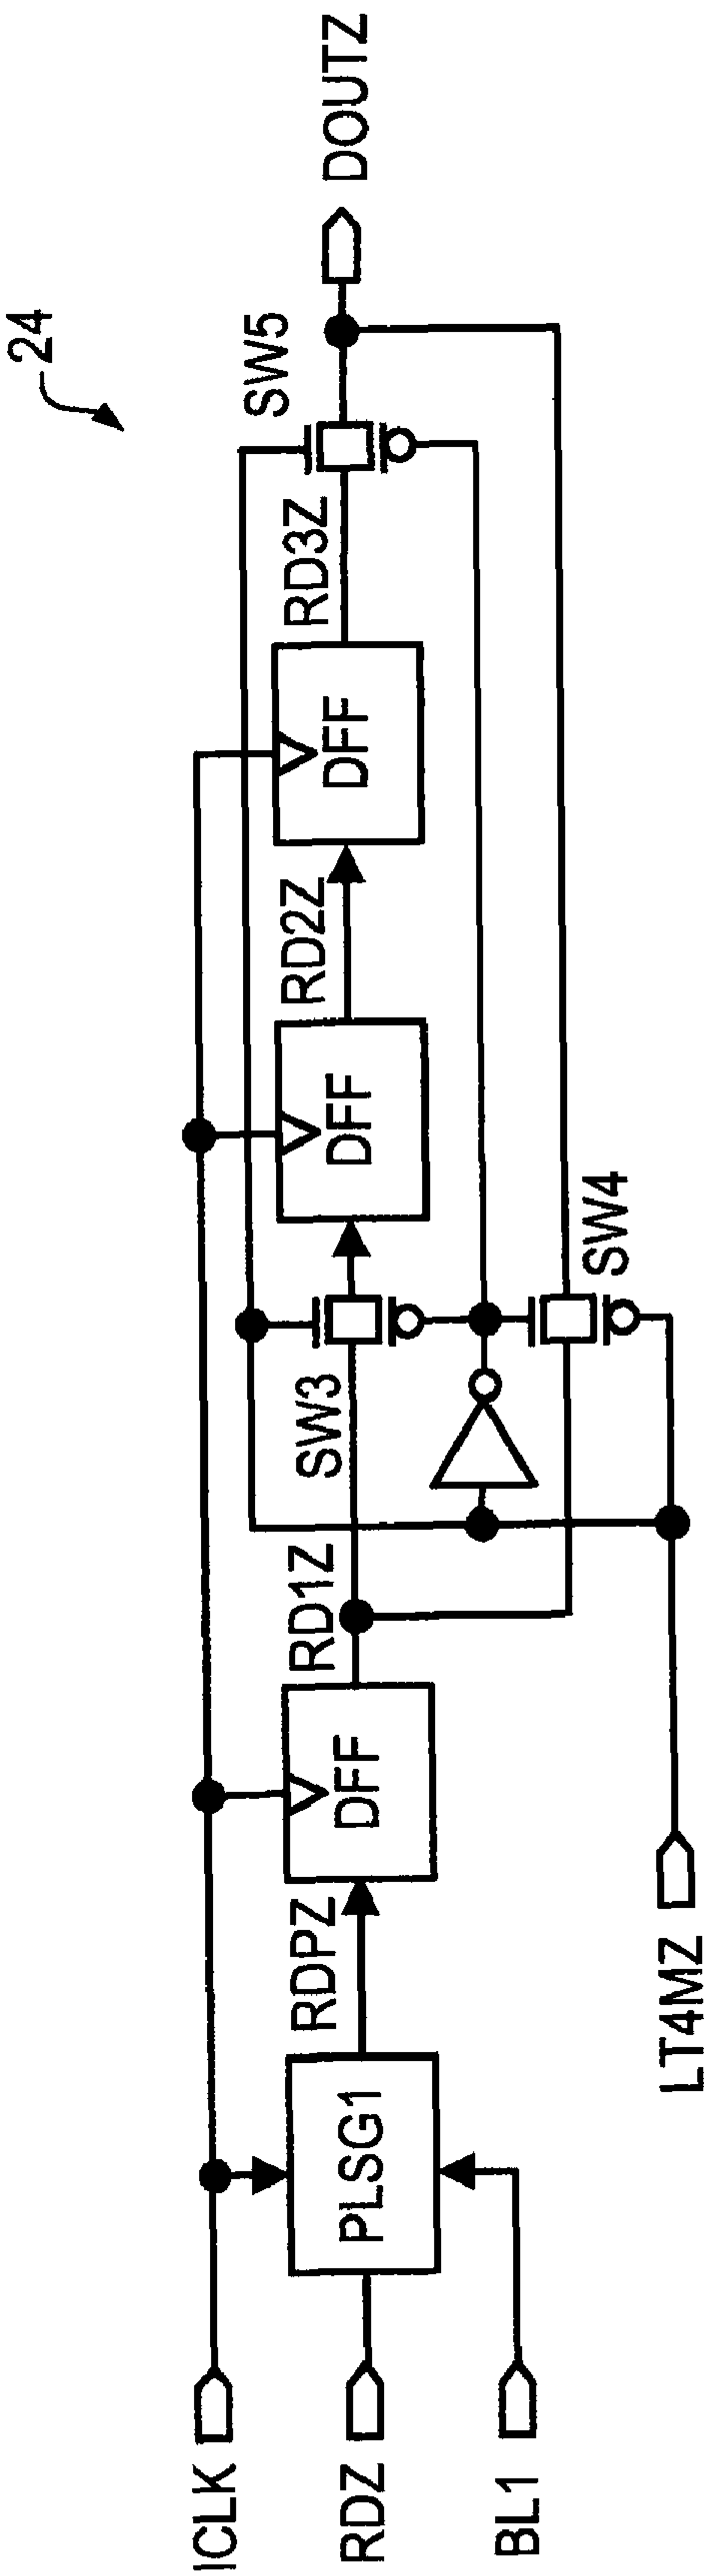 24
ICLK
RDZ
BL1
PLSG1
RDPZ
DFF
RD1Z
SW3
DFF
RD2Z
DFF
RD3Z
SW5
DOUTZ
SW4
LT4MZ